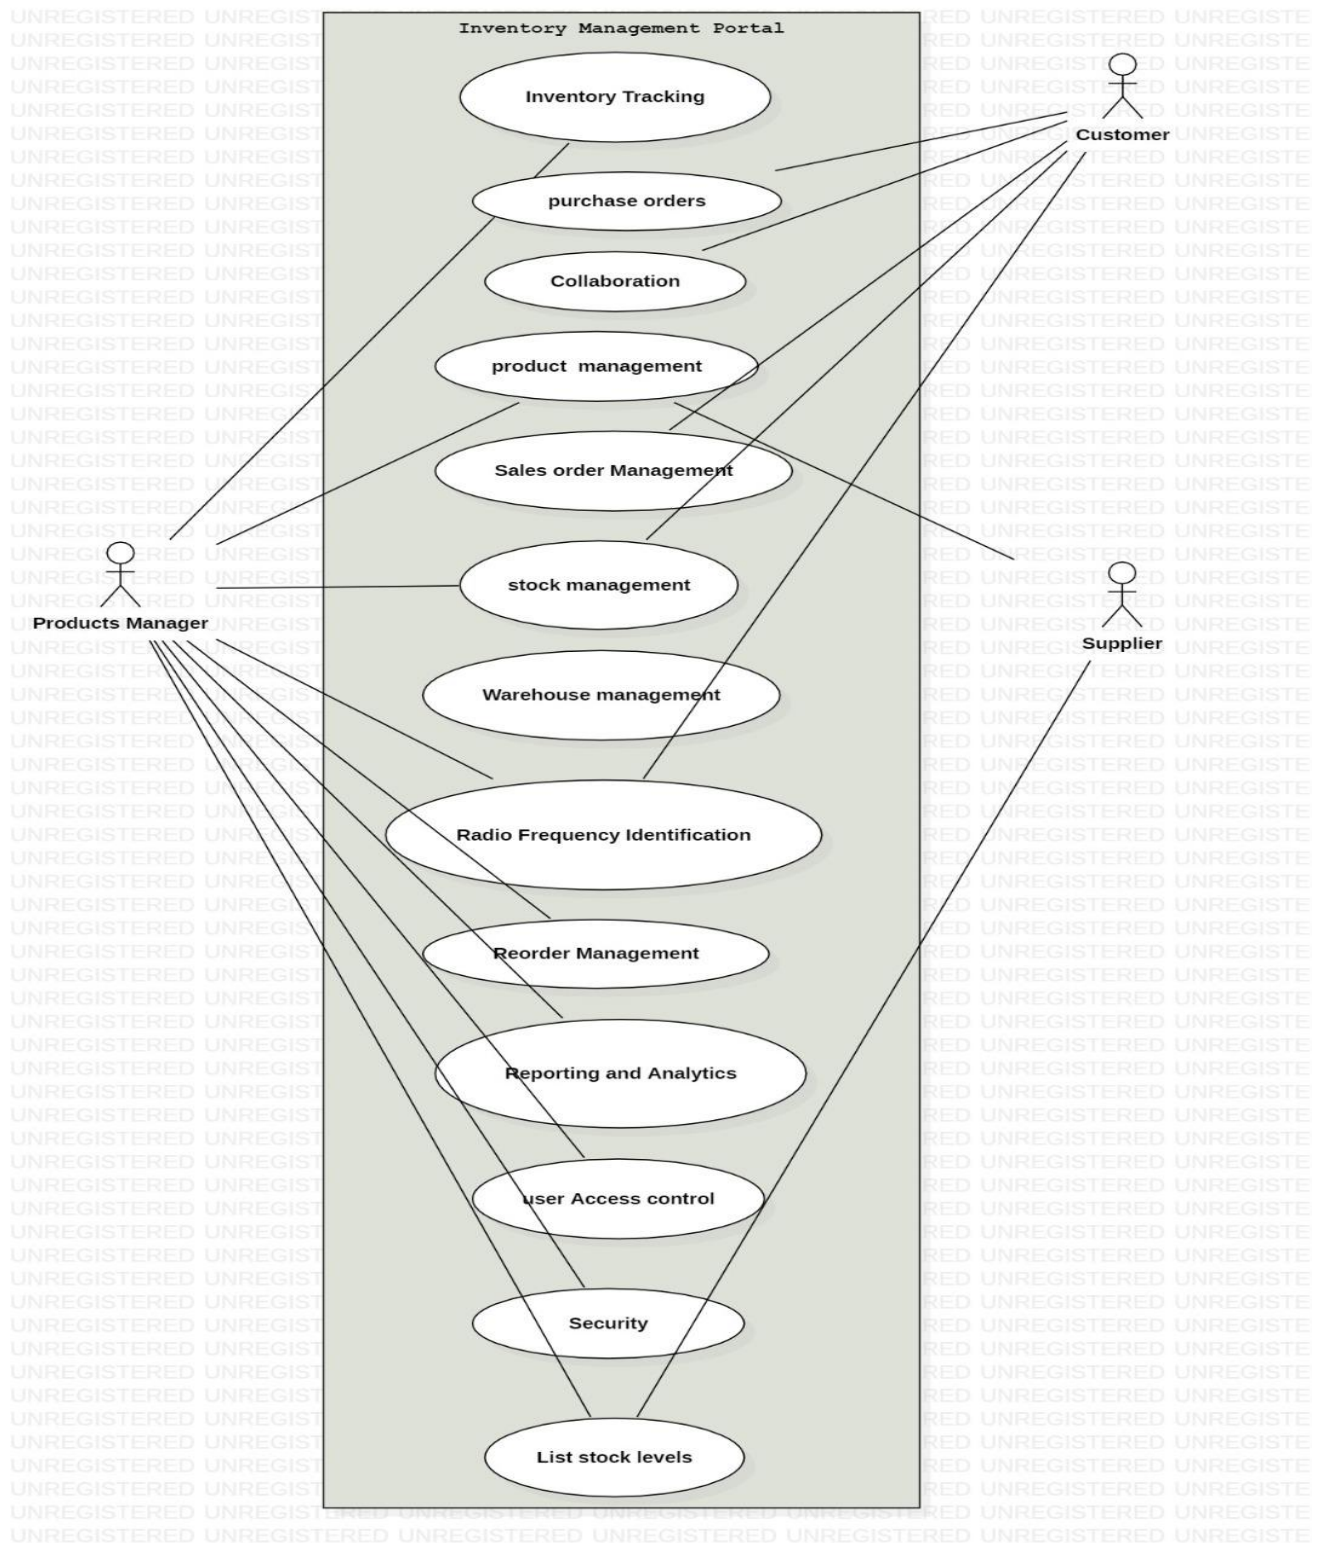 Inventory Management Portal
Inventory Tracking
Customer
purchase orders
Collaboration
product  management
Sales order Management
stock management
Products Manager
Supplier
Warehouse management
Radio Frequency Identification
Reorder Management
Reporting and Analytics
user Access control
Security
List stock levels